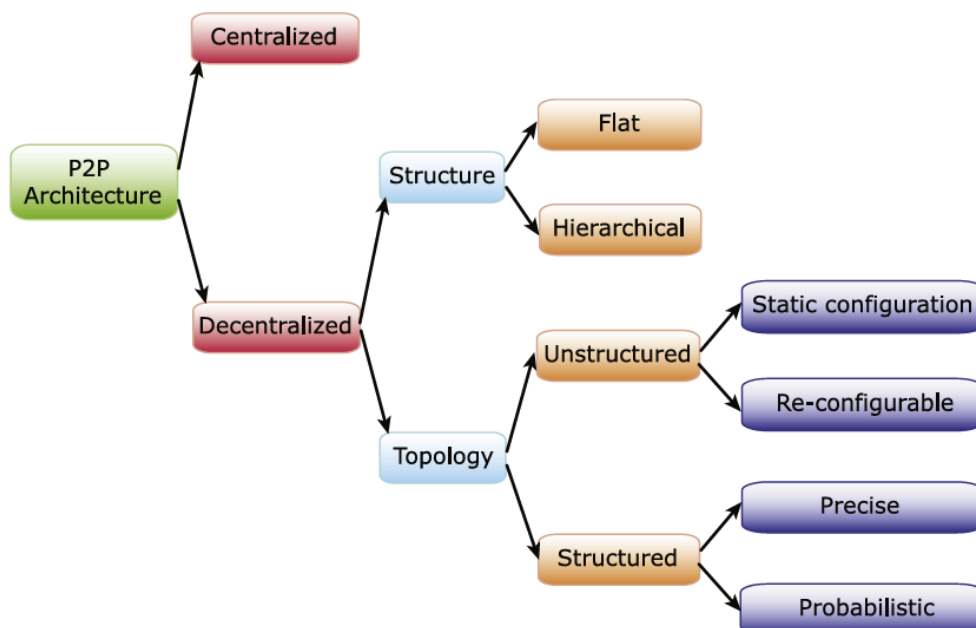 Centralized
P2P
Architecture
Decentralized
Structure
Flat
Hierarchical
Topology
Unstructured
Static configuration
Re-configurable
Structured
Precise
Probabilistic